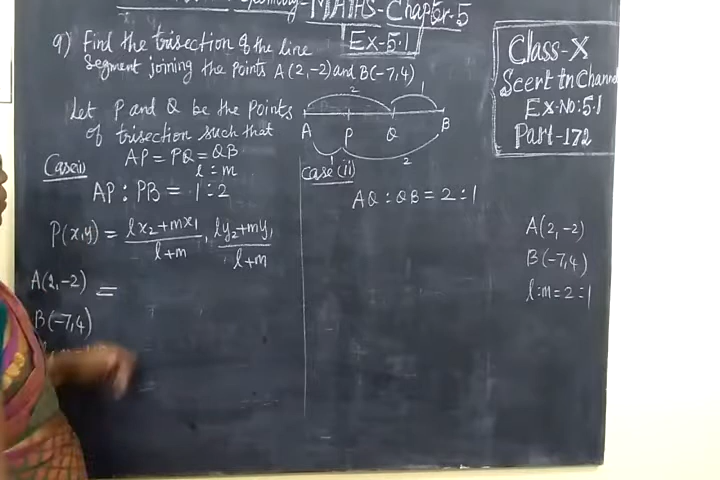 Geometry - MATHS - Chapter-5
Ex-5.1
9) Find the trisection of the line
segment joining the points A(2,-2) and B(-7,4)
Let P and Q be the points
of trisection such that
AP = PQ = QB
l : m
Case(i)
AP : PB = 1 : 2
P(x,y) = lx₂+mx₁ / l+m , ly₂+my₁ / l+m
A(2,-2) =
B(-7,4)
2 1
A P Q B
1 2
case (ii)
AQ : QB = 2 : 1
A(2,-2)
B(-7,4)
l:m = 2:1
Class-X
Scert tn Channel
Ex.No:5.1
Part-172